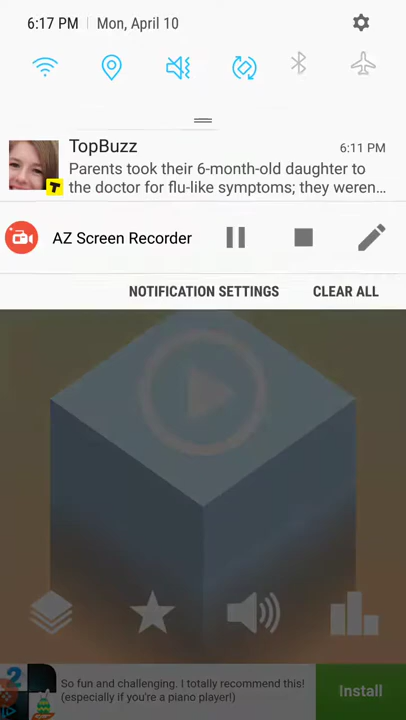 6:17 PM | Mon, April 10
TopBuzz
6:11 PM
Parents took their 6-month-old daughter to
the doctor for flu-like symptoms; they weren...
AZ Screen Recorder
NOTIFICATION SETTINGS
CLEAR ALL
2
So fun and challenging. I totally recommend this!
(especially if you're a piano player!)
Install